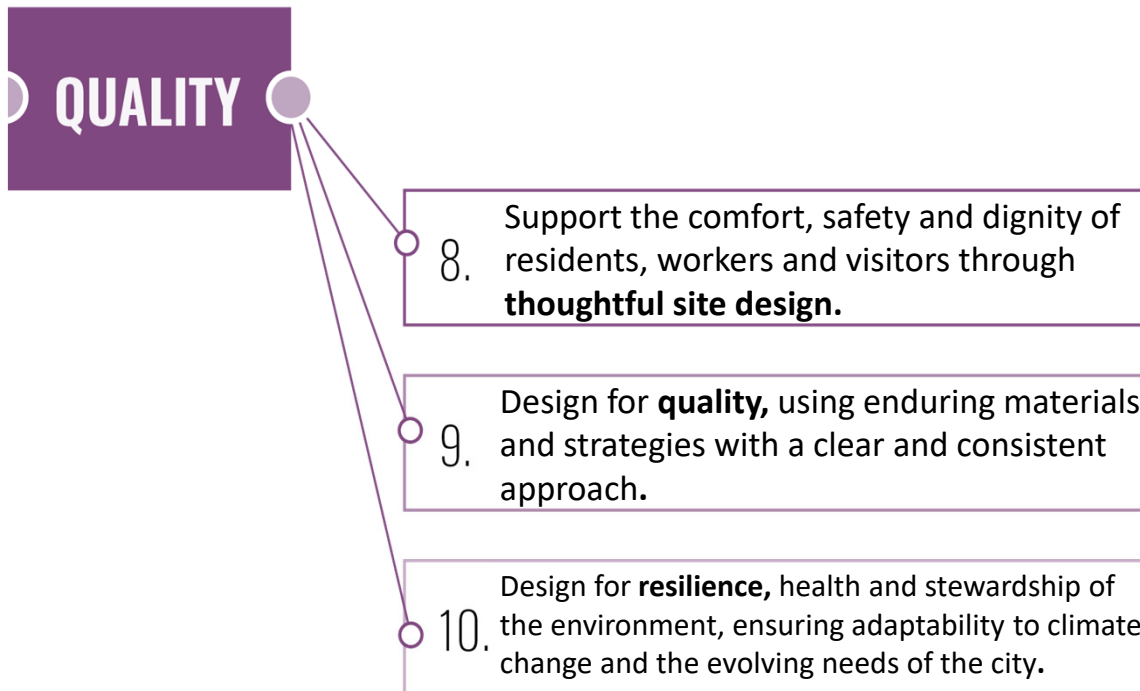 QUALITY
8.
Support the comfort, safety and dignity of
residents, workers and visitors through
thoughtful site design.
9.
Design for quality, using enduring materials
and strategies with a clear and consistent
approach.
10.
Design for resilience, health and stewardship of
the environment, ensuring adaptability to climate
change and the evolving needs of the city.